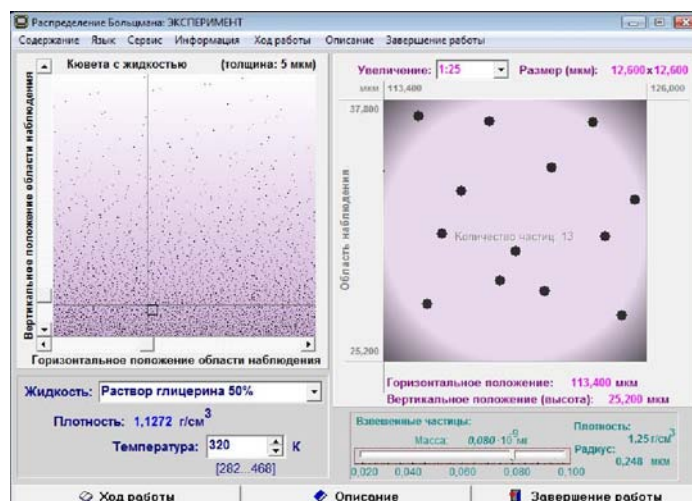 Распределение Больцмана: ЭКСПЕРИМЕНТ
Содержание Язык Сервис Информация Ход работы Описание Завершение работы
Кювета с жидкостью (толщина: 5 мкм)
Вертикальное положение области наблюдения
Горизонтальное положение области наблюдения
Увеличение: 1:25 Размер (мкм): 12,600x12,600
мкм 113,400 126,000
37,800
Область наблюдения
Количество частиц 13
25,200
Горизонтальное положение: 113,400 мкм
Вертикальное положение (высота): 25,200 мкм
Жидкость: Раствор глицерина 50%
Плотность: 1,1272 г/см3
Температура: 320 К
[282...468]
Взвешенные частицы:
Масса: 0,080·10-9 мг
0,020 0,040 0,060 0,080 0,100
Плотность:
1,25 г/см3
Радиус:
0,248 мкм
Ход работы Описание Завершение работы